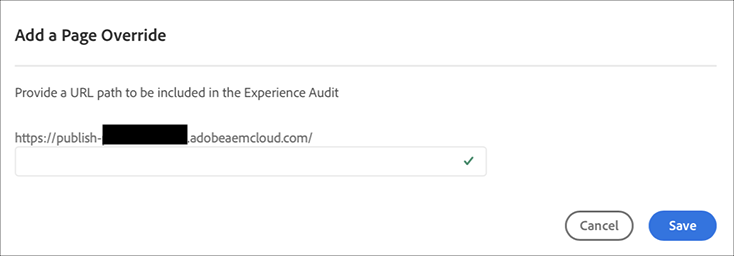 Add a Page Override
Provide a URL path to be included in the Experience Audit
https://publish- .adobeaemcloud.com/
Cancel
Save